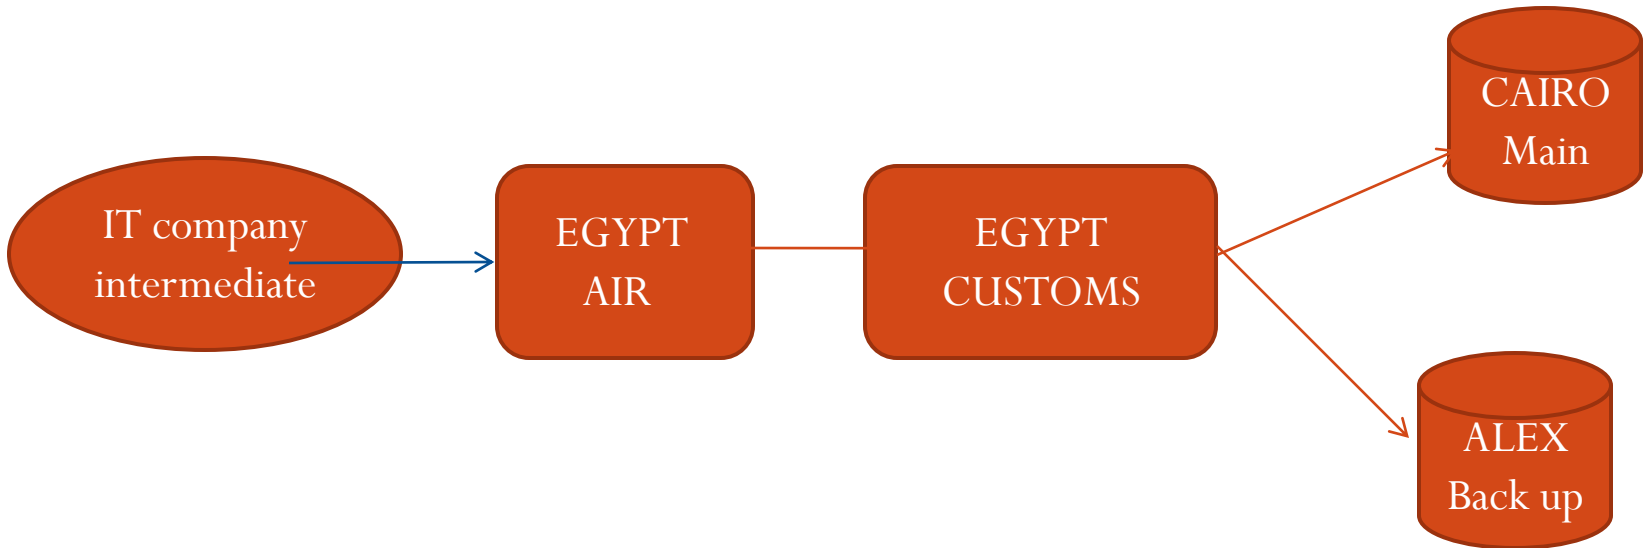 IT company
intermediate
EGYPT
AIR
EGYPT
CUSTOMS
CAIRO
Main
ALEX
Back up